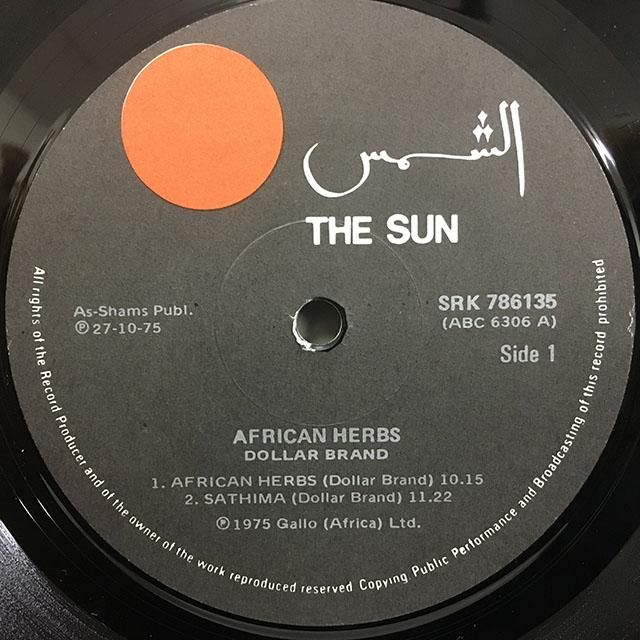 الشمس
THE SUN
As-Shams Publ.
℗ 27-10-75
SRK 786135
(ABC 6306 A)
Side 1
AFRICAN HERBS
DOLLAR BRAND
1. AFRICAN HERBS (Dollar Brand) 10.15
2. SATHIMA (Dollar Brand) 11.22
℗ 1975 Gallo (Africa) Ltd.
All rights of the Record Producer and of the owner of the work reproduced reserved Copying Public Performance and Broadcasting of this record prohibited